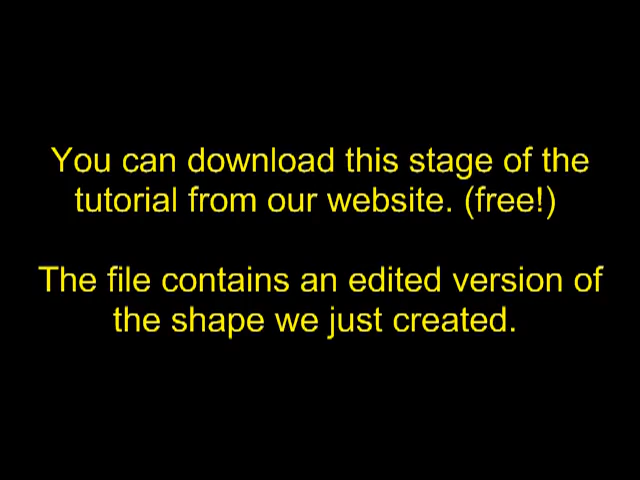 You can download this stage of the
tutorial from our website. (free!)
The file contains an edited version of
the shape we just created.